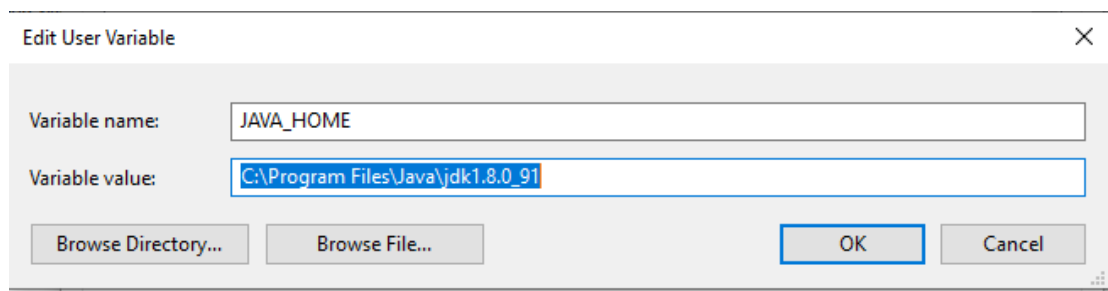 Edit User Variable
Variable name: JAVA_HOME
Variable value: C:\Program Files\Java\jdk1.8.0_91
Browse Directory... Browse File... OK Cancel